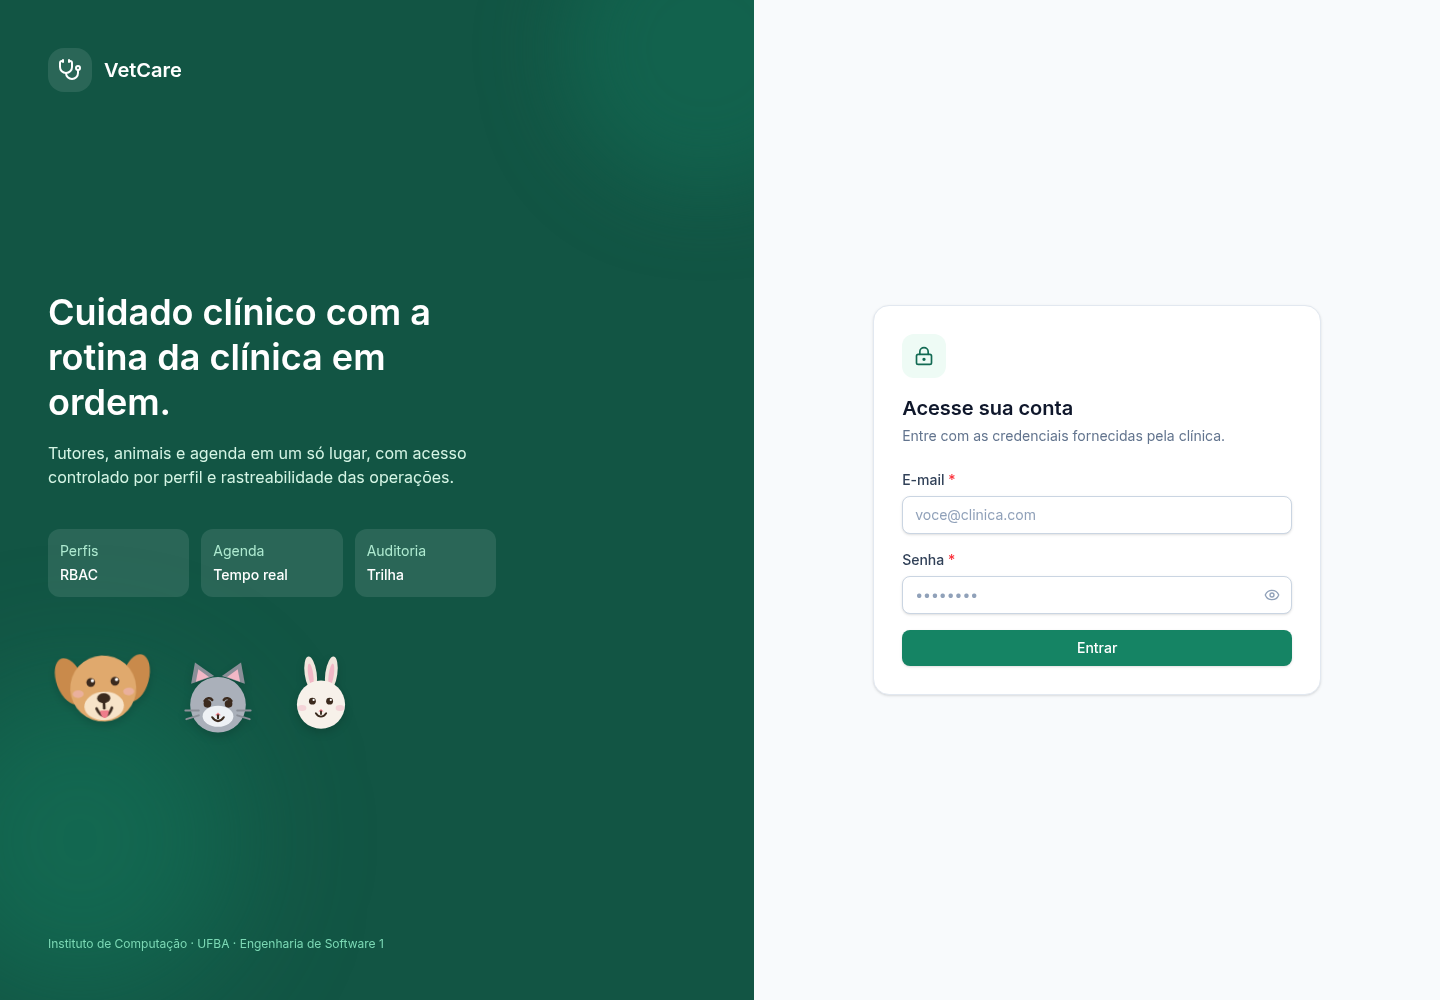 VetCare
Cuidado clínico com a
rotina da clínica em
ordem.
Tutores, animais e agenda em um só lugar, com acesso
controlado por perfil e rastreabilidade das operações.
Perfis
RBAC
Agenda
Tempo real
Auditoria
Trilha
Instituto de Computação · UFBA · Engenharia de Software 1
Acesse sua conta
Entre com as credenciais fornecidas pela clínica.
E-mail *
voce@clinica.com
Senha *
••••••••
Entrar